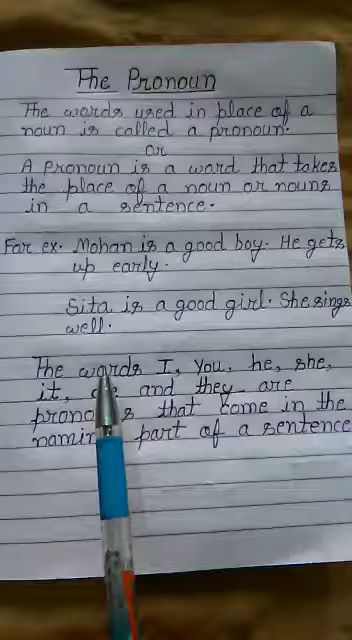 The Pronoun
The words used in place of a
noun is called a pronoun.
or
A pronoun is a word that takes
the place of a noun or nouns
in a sentence.
For ex. Mohan is a good boy. He gets
up early.
Sita is a good girl. She sings
well.
The words I, you, he, she,
it, and they are
that come in the
part of a sentence